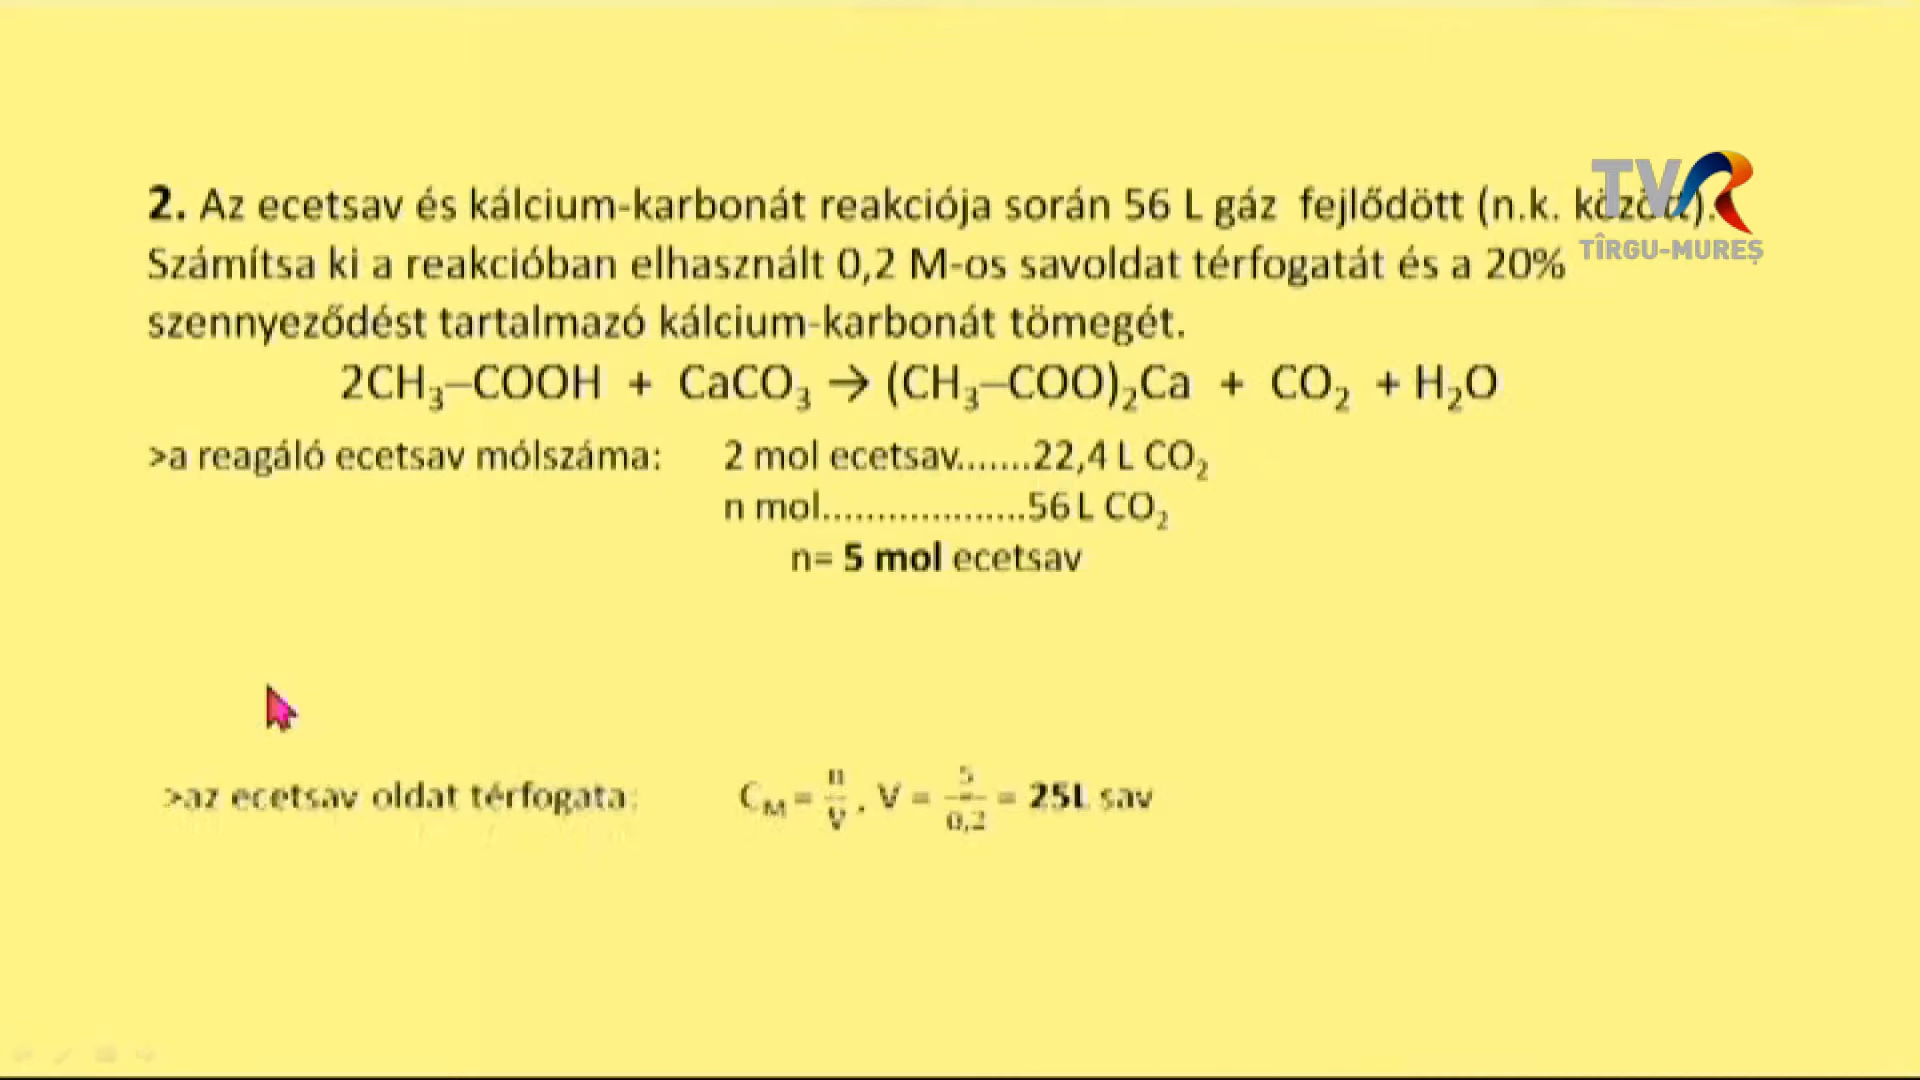 2. Az ecetsav és kálcium-karbonát reakciója során 56 L gáz fejlődött (n.k. között).
Számítsa ki a reakcióban elhasznált 0,2 M-os savoldat térfogatát és a 20%
szennyeződést tartalmazó kálcium-karbonát tömegét.
2CH₃–COOH + CaCO₃ → (CH₃–COO)₂Ca + CO₂ + H₂O
>a reagáló ecetsav mólszáma: 2 mol ecetsav.......22,4 L CO₂
n mol...................56 L CO₂
n= 5 mol ecetsav
>az ecetsav oldat térfogata: C_M = n/V , V = 5/0,2 = 25L sav
TVR
TÎRGU-MUREȘ